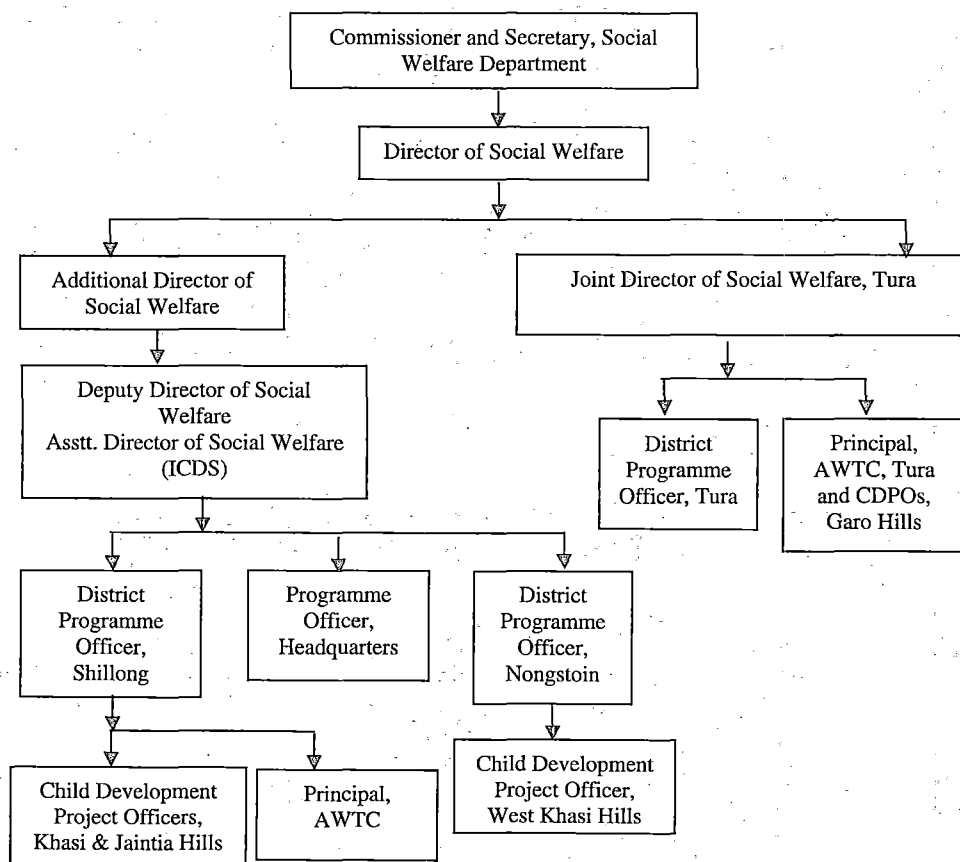 Commissioner and Secretary, Social
Welfare Department
Director of Social Welfare
Additional Director of
Social Welfare
Joint Director of Social Welfare, Tura
Deputy Director of Social
Welfare
Asstt. Director of Social Welfare
(ICDS)
District
Programme
Officer, Tura
Principal,
AWTC, Tura
and CDPOs,
Garo Hills
District
Programme
Officer,
Shillong
Programme
Officer,
Headquarters
District
Programme
Officer,
Nongstoin
Child Development
Project Officers,
Khasi & Jaintia Hills
Principal,
AWTC
Child Development
Project Officer,
West Khasi Hills